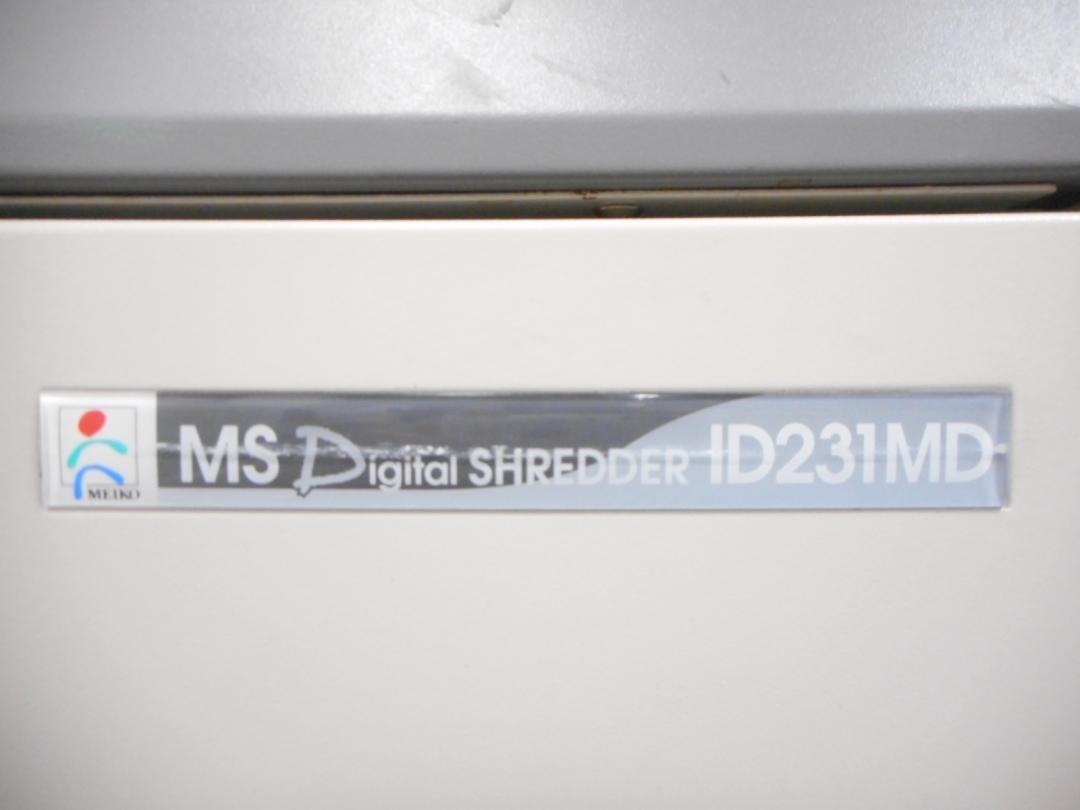 MEIKO
MS Digital SHREDDER ID231MD